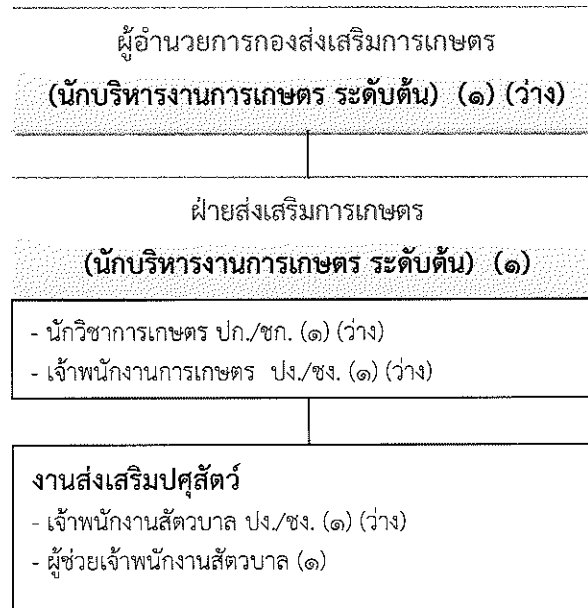 ผู้อำนวยการกองส่งเสริมการเกษตร
(นักบริหารงานการเกษตร ระดับต้น) (๑) (ว่าง)
ฝ่ายส่งเสริมการเกษตร
(นักบริหารงานการเกษตร ระดับต้น) (๑)
- นักวิชาการเกษตร ปก./ชก. (๑) (ว่าง)
- เจ้าพนักงานการเกษตร ปง./ชง. (๑) (ว่าง)
งานส่งเสริมปศุสัตว์
- เจ้าพนักงานสัตวบาล ปง./ชง. (๑) (ว่าง)
- ผู้ช่วยเจ้าพนักงานสัตวบาล (๑)